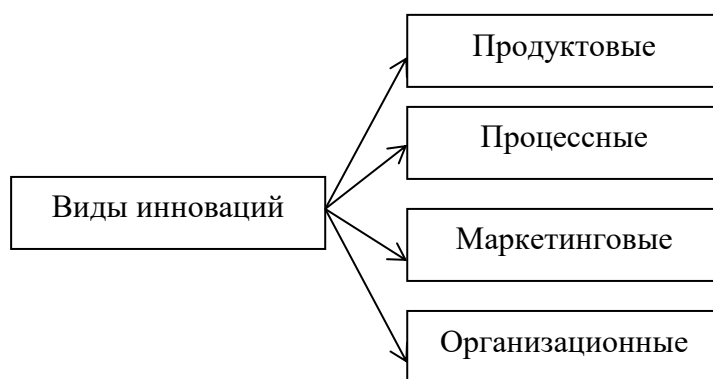 Продуктовые
Процессные
Виды инноваций
Маркетинговые
Организационные